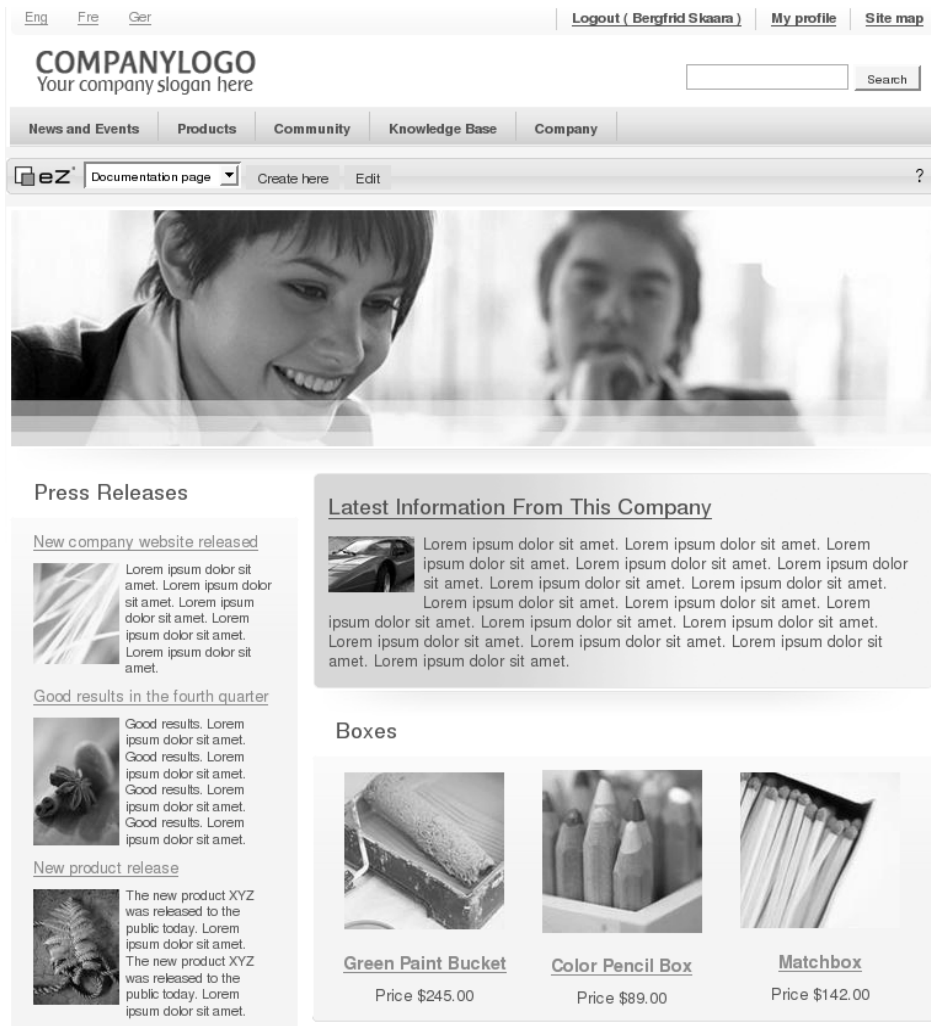 Eng Fre Ger Logout ( Bergfrid Skaara ) My profile Site map
COMPANYLOGO
Your company slogan here
Search
News and Events Products Community Knowledge Base Company
eZ Documentation page Create here Edit ?
Press Releases
New company website released
Lorem ipsum dolor sit
amet. Lorem ipsum dolor
sit amet. Lorem ipsum
dolor sit amet. Lorem
ipsum dolor sit amet.
Lorem ipsum dolor sit
amet.
Good results in the fourth quarter
Good results. Lorem
ipsum dolor sit amet.
Good results. Lorem
ipsum dolor sit amet.
Good results. Lorem
ipsum dolor sit amet.
Good results. Lorem
ipsum dolor sit amet.
New product release
The new product XYZ
was released to the
public today. Lorem
ipsum dolor sit amet.
The new product XYZ
was released to the
public today. Lorem
ipsum dolor sit amet.
Latest Information From This Company
Lorem ipsum dolor sit amet. Lorem ipsum dolor sit amet. Lorem
ipsum dolor sit amet. Lorem ipsum dolor sit amet. Lorem ipsum dolor
sit amet. Lorem ipsum dolor sit amet. Lorem ipsum dolor sit amet.
Lorem ipsum dolor sit amet. Lorem ipsum dolor sit amet. Lorem
ipsum dolor sit amet. Lorem ipsum dolor sit amet. Lorem ipsum dolor sit amet.
Lorem ipsum dolor sit amet. Lorem ipsum dolor sit amet. Lorem ipsum dolor sit
amet. Lorem ipsum dolor sit amet.
Boxes
Green Paint Bucket Color Pencil Box Matchbox
Price $245.00 Price $89.00 Price $142.00